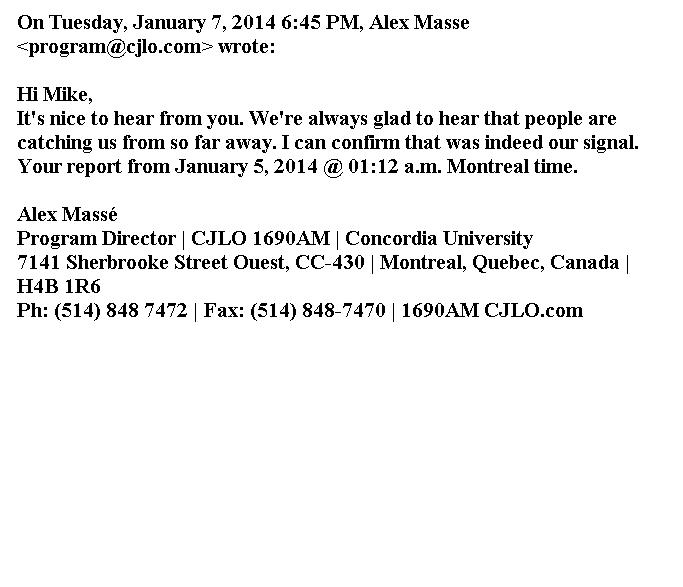 On Tuesday, January 7, 2014 6:45 PM, Alex Masse
<program@cjlo.com> wrote:
Hi Mike,
It's nice to hear from you. We're always glad to hear that people are
catching us from so far away. I can confirm that was indeed our signal.
Your report from January 5, 2014 @ 01:12 a.m. Montreal time.
Alex Massé
Program Director | CJLO 1690AM | Concordia University
7141 Sherbrooke Street Ouest, CC-430 | Montreal, Quebec, Canada |
H4B 1R6
Ph: (514) 848 7472 | Fax: (514) 848-7470 | 1690AM CJLO.com